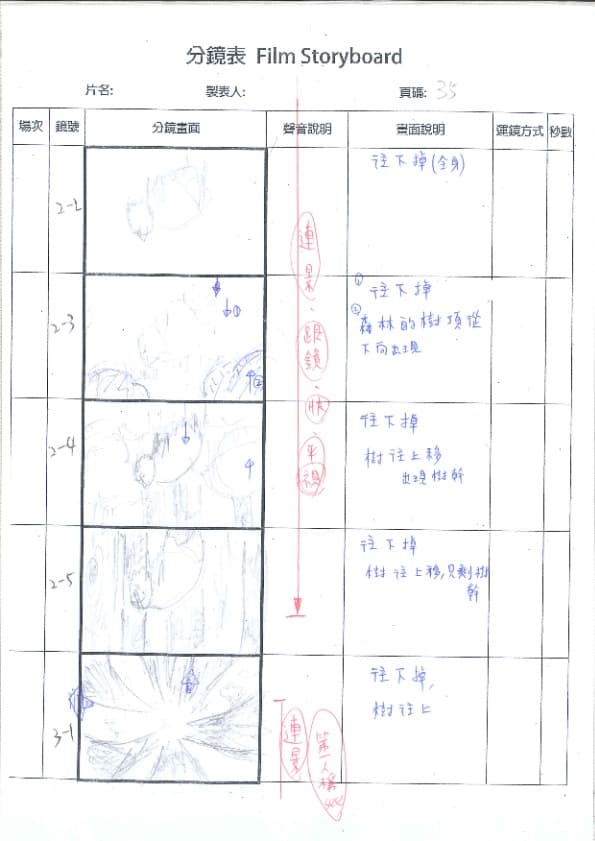 分鏡表 Film Storyboard
片名: 製表人: 頁碼: 35
場次 鏡號 分鏡畫面 聲音說明 畫面說明 運鏡方式 秒數
2-2
往下掉(全身)
2-3
① 往下掉
② 森林的樹頂從
下向出現
①
②
2-4
往下掉
樹往上移
出現樹幹
2-5
往下掉
樹往上移,只剩樹
幹
3-1
往下掉,
樹往上
連景、跟鏡、快、平視
連景
第一人稱